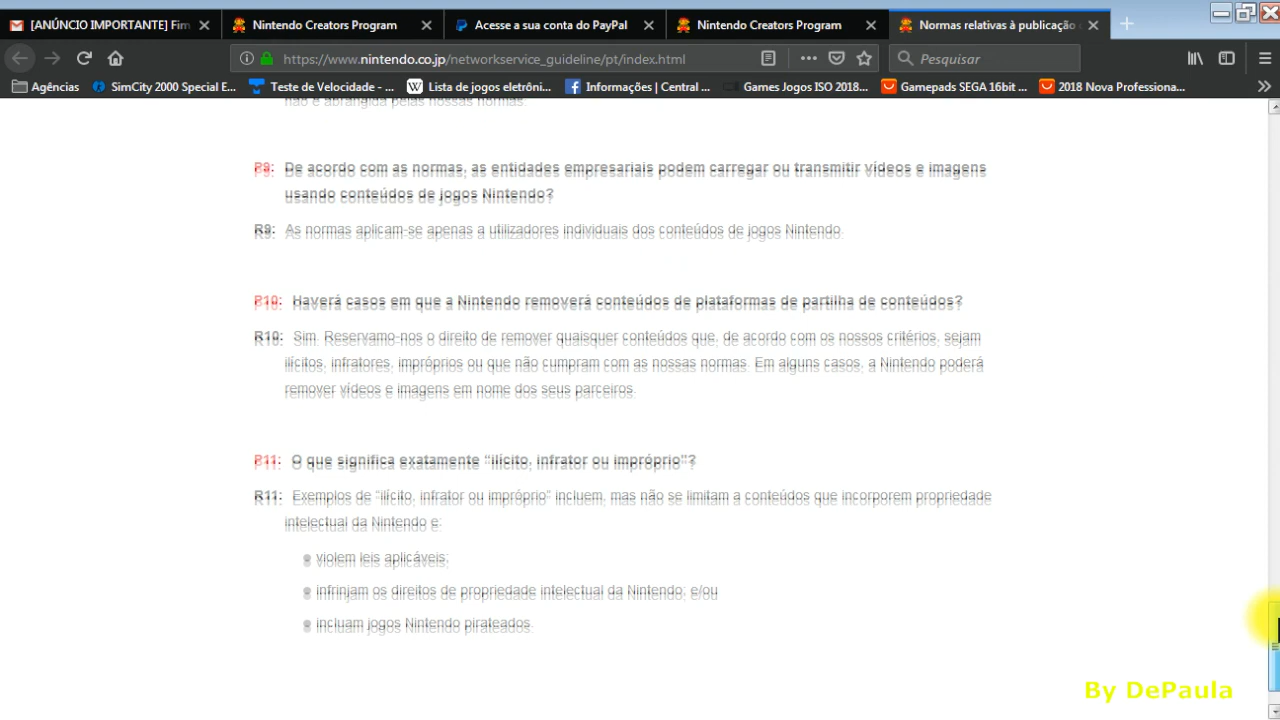 [ANÚNCIO IMPORTANTE] Fim
Nintendo Creators Program
Acesse a sua conta do PayPal
Nintendo Creators Program
Normas relativas à publicação
https://www.nintendo.co.jp/networkservice_guideline/pt/index.html
Pesquisar
Agências
SimCity 2000 Special E...
Teste de Velocidade - ...
Lista de jogos eletrôni...
Informações | Central ...
Games Jogos ISO 2018...
Gamepads SEGA 16bit ...
2018 Nova Professiona...
não é abrangida pelas nossas normas.
P9: De acordo com as normas, as entidades empresariais podem carregar ou transmitir vídeos e imagens
usando conteúdos de jogos Nintendo?
R9: As normas aplicam-se apenas a utilizadores individuais dos conteúdos de jogos Nintendo.
P10: Haverá casos em que a Nintendo removerá conteúdos de plataformas de partilha de conteúdos?
R10: Sim. Reservamo-nos o direito de remover quaisquer conteúdos que, de acordo com os nossos critérios, sejam
ilícitos, infratores, impróprios ou que não cumpram com as nossas normas. Em alguns casos, a Nintendo poderá
remover vídeos e imagens em nome dos seus parceiros.
P11: O que significa exatamente "ilícito, infrator ou impróprio"?
R11: Exemplos de "ilícito, infrator ou impróprio" incluem, mas não se limitam a conteúdos que incorporem propriedade
intelectual da Nintendo e:
● violem leis aplicáveis;
● infrinjam os direitos de propriedade intelectual da Nintendo; e/ou
● incluam jogos Nintendo pirateados.
By DePaula